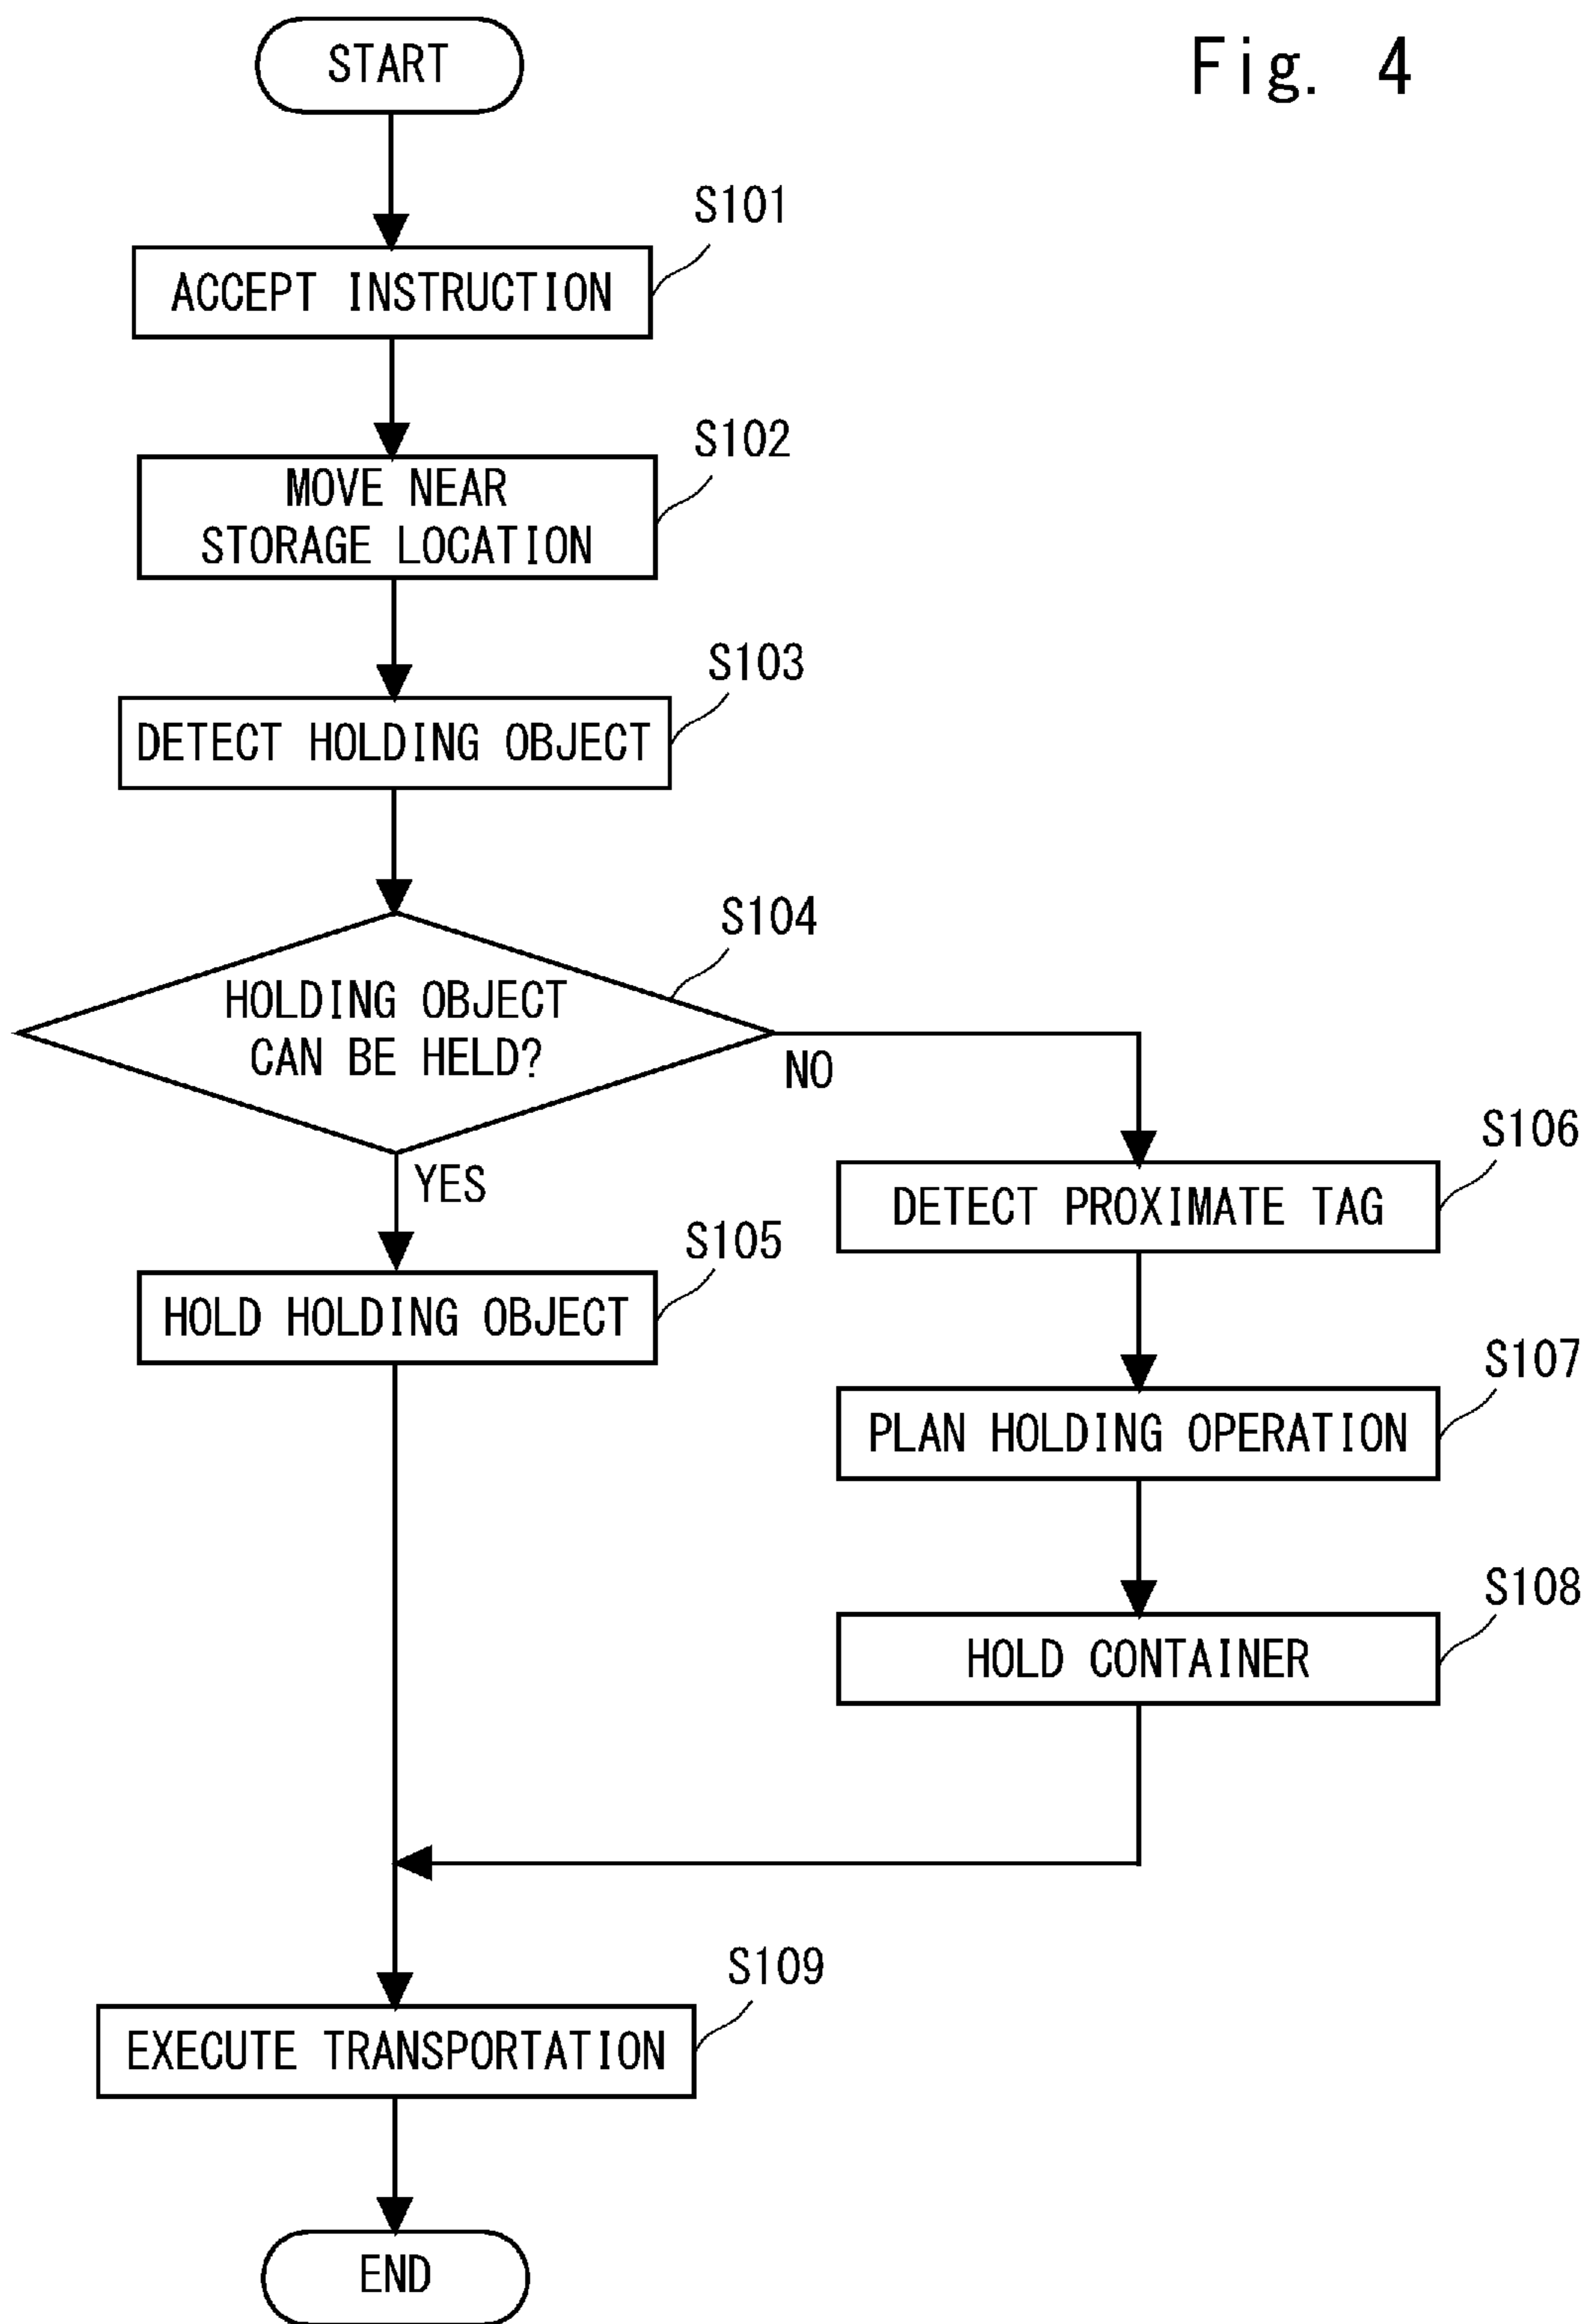 Fig. 4
START
S101
ACCEPT INSTRUCTION
S102
MOVE NEAR
STORAGE LOCATION
S103
DETECT HOLDING OBJECT
S104
HOLDING OBJECT
CAN BE HELD?
NO
YES
S105
HOLD HOLDING OBJECT
S106
DETECT PROXIMATE TAG
S107
PLAN HOLDING OPERATION
S108
HOLD CONTAINER
S109
EXECUTE TRANSPORTATION
END